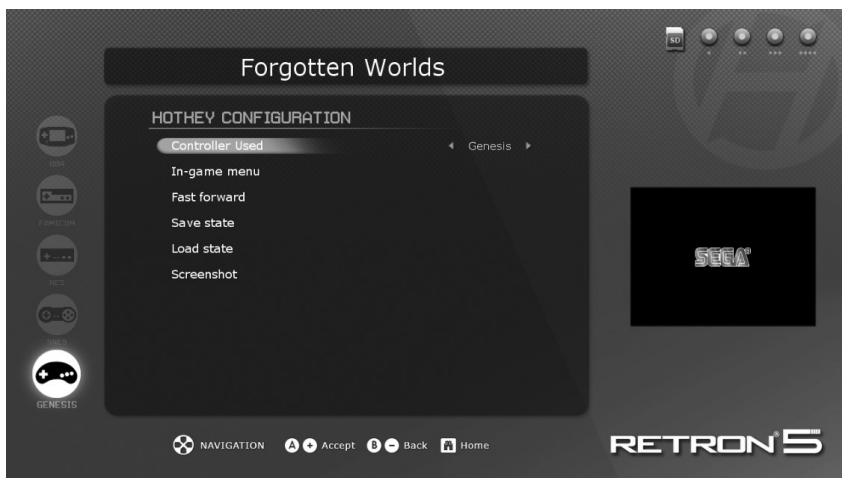 SD
Forgotten Worlds
HOTKEY CONFIGURATION
Controller Used Genesis
In-game menu
Fast forward
Save state
Load state
Screenshot
GBA
FAMICOM
NES
SNES
GENESIS
SEGA®
NAVIGATION A + Accept B - Back Home
RETRON® 5